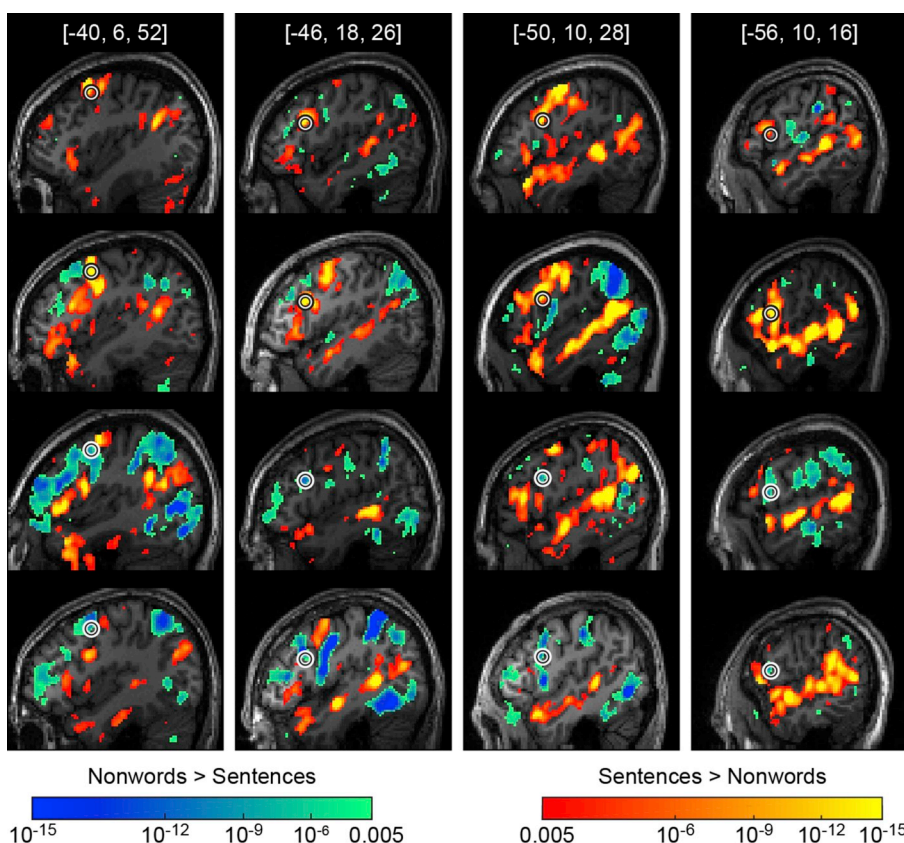 [-40, 6, 52] [-46, 18, 26] [-50, 10, 28] [-56, 10, 16]
Nonwords > Sentences Sentences > Nonwords
10-15 10-12 10-9 10-6 0.005 0.005 10-6 10-9 10-12 10-15